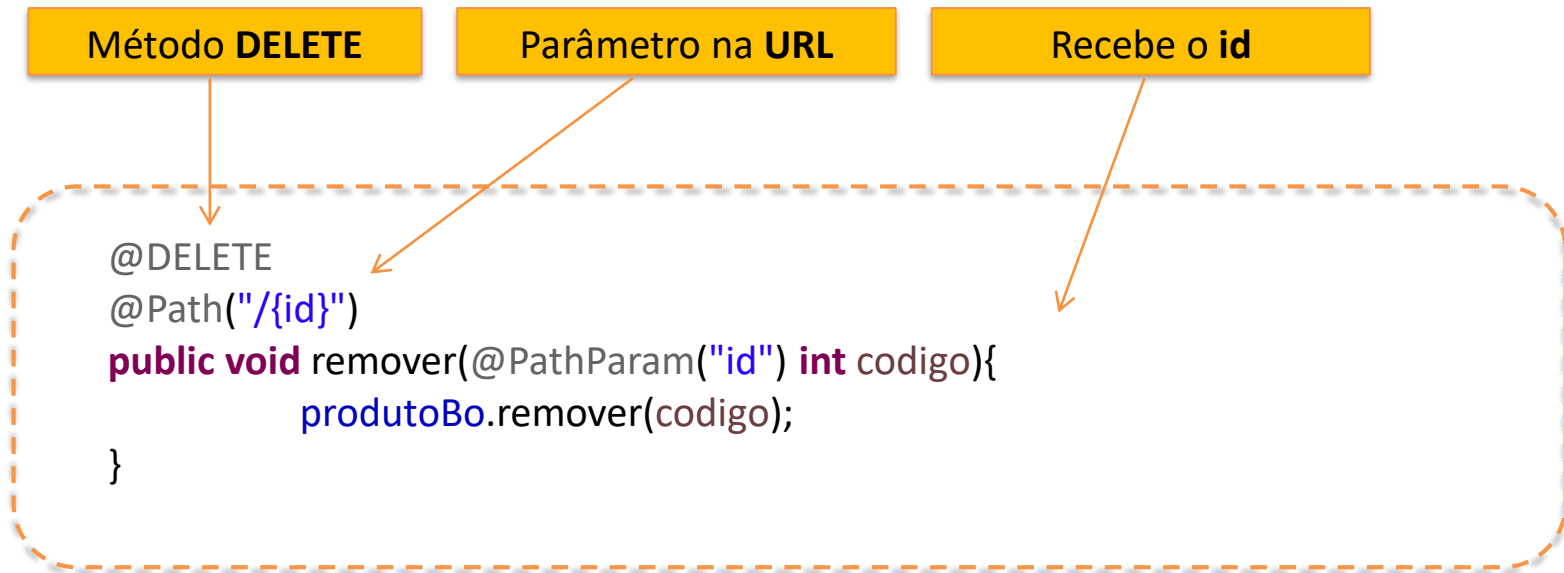 Método DELETE
Parâmetro na URL
Recebe o id
@DELETE
@Path("/{id}")
public void remover(@PathParam("id") int codigo){
produtoBo.remover(codigo);
}